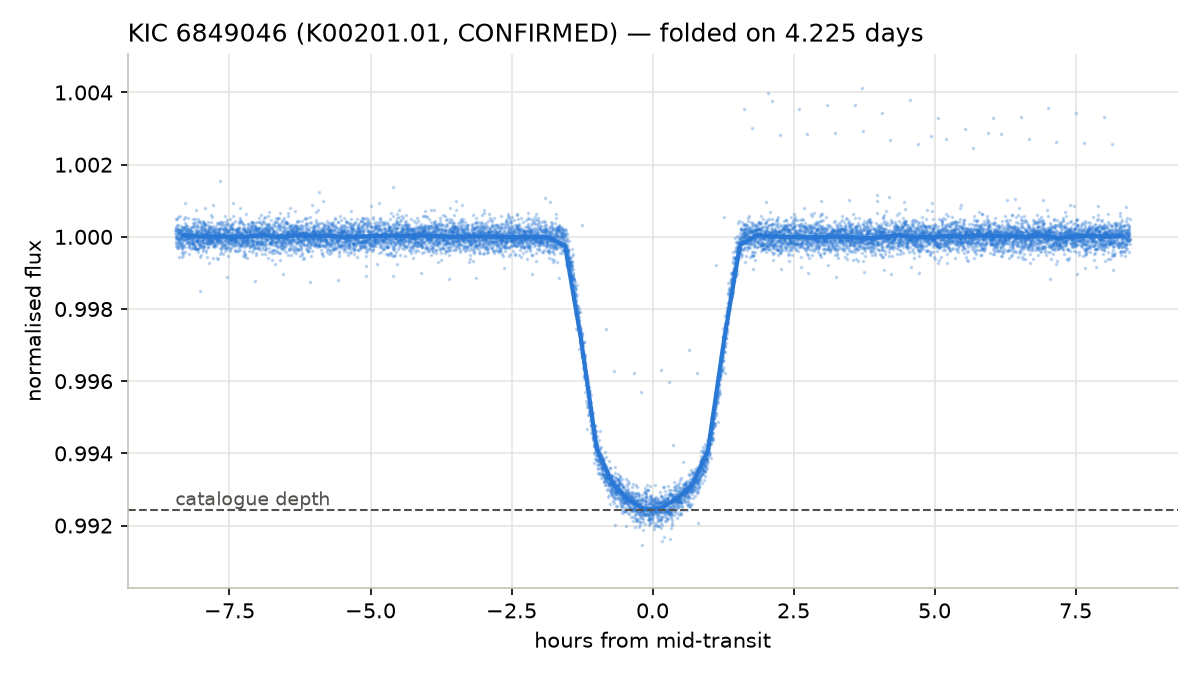 KIC 6849046 (K00201.01, CONFIRMED) — folded on 4.225 days
normalised flux
1.004
1.002
1.000
0.998
0.996
0.994
0.992
catalogue depth
−7.5 −5.0 −2.5 0.0 2.5 5.0 7.5
hours from mid-transit